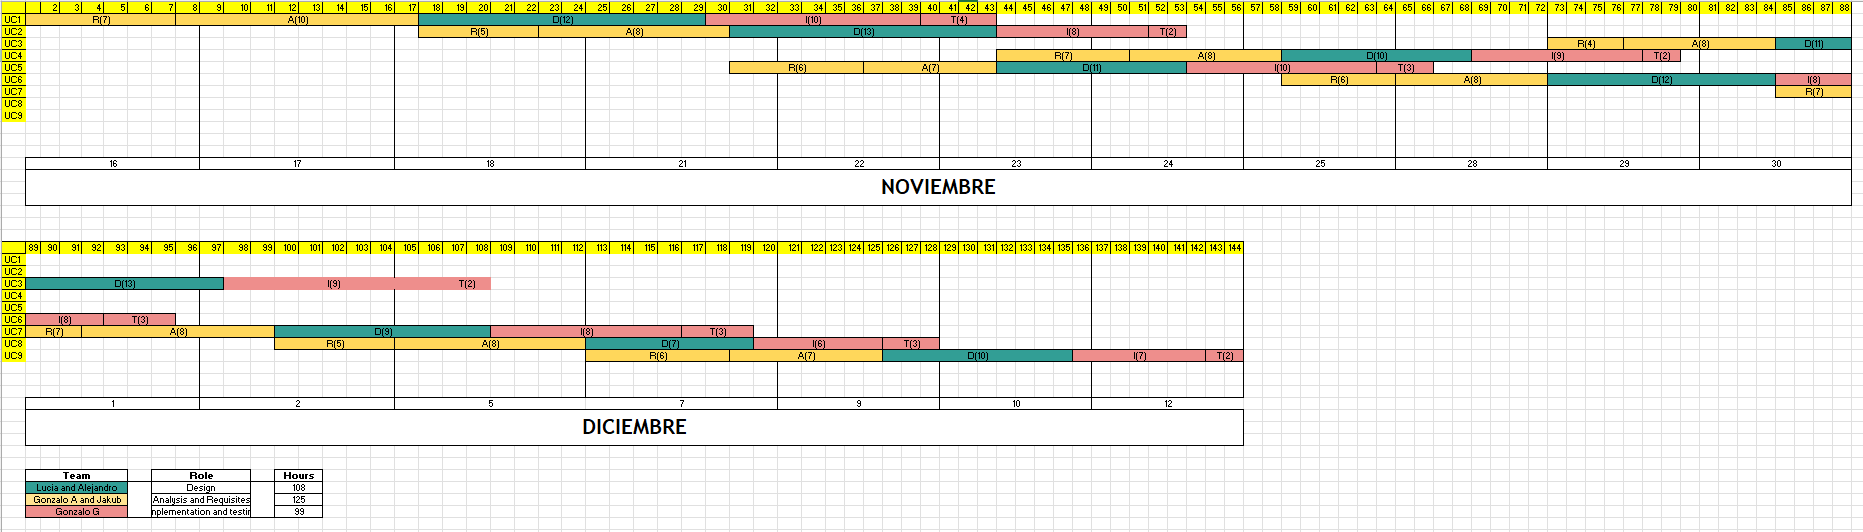 2 3 4 5 6 7 8 9 10 11 12 13 14 15 16 17 18 19 20 21 22 23 24 25 26 27 28 29 30 31 32 33 34 35 36 37 38 39 40 41 42 43 44 45 46 47 48 49 50 51 52 53 54 55 56 57 58 59 60 61 62 63 64 65 66 67 68 69 70 71 72 73 74 75 76 77 78 79 80 81 82 83 84 85 86 87 88
UC1 R(7) A(10) D(12) I(10) T(4)
UC2 R(5) A(8) D(13) I(8) T(2)
UC3 R(4) A(8) D(11)
UC4 R(7) A(8) D(10) I(9) T(2)
UC5 R(6) A(7) D(11) I(10) T(3)
UC6 R(6) A(8) D(12) I(8)
UC7 R(7)
UC8
UC9
16 17 18 21 22 23 24 25 28 29 30
NOVIEMBRE
89 90 91 92 93 94 95 96 97 98 99 100 101 102 103 104 105 106 107 108 109 110 111 112 113 114 115 116 117 118 119 120 121 122 123 124 125 126 127 128 129 130 131 132 133 134 135 136 137 138 139 140 141 142 143 144
UC1
UC2
UC3 D(13) I(9) T(2)
UC4
UC5
UC6 I(8) T(3)
UC7 R(7) A(8) D(9) I(8) T(3)
UC8 R(5) A(8) D(7) I(6) T(3)
UC9 R(6) A(7) D(10) I(7) T(2)
1 2 5 7 9 10 12
DICIEMBRE
Team Role Hours
Lucia and Alejandro Design 108
Gonzalo A and Jakub Analysis and Requisites 125
Gonzalo G nplementation and testin 99